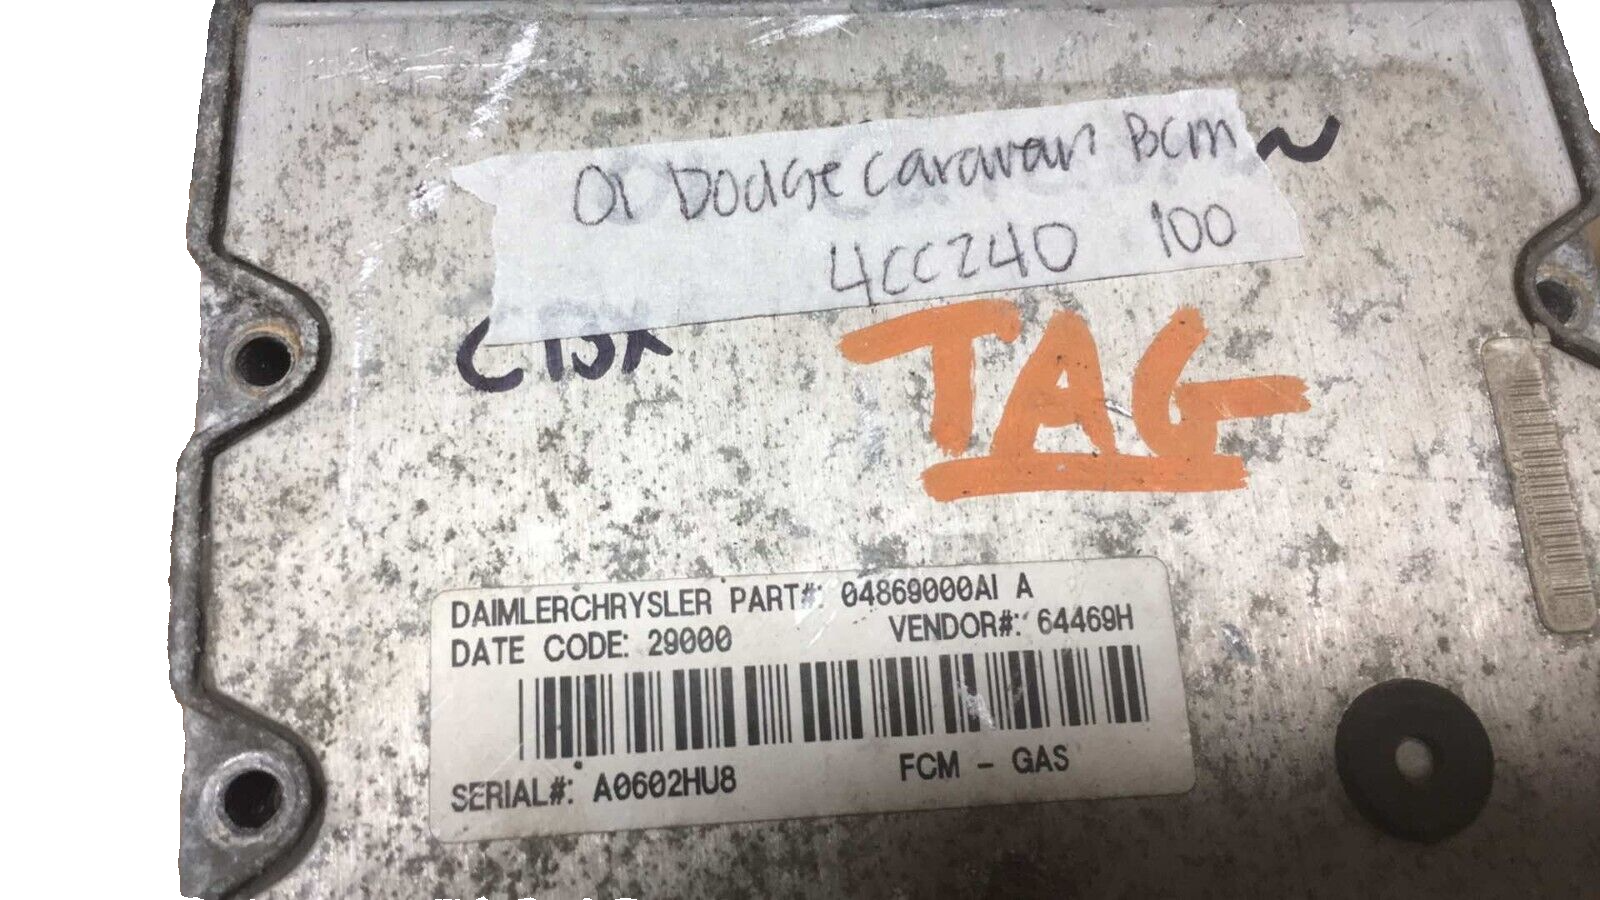 01 Dodge Caravan BCM
4CC240 100
TAG
DAIMLERCHRYSLER PART#: 04869000AI A
DATE CODE: 29000 VENDOR#: 64469H
SERIAL#: A0602HU8 FCM - GAS